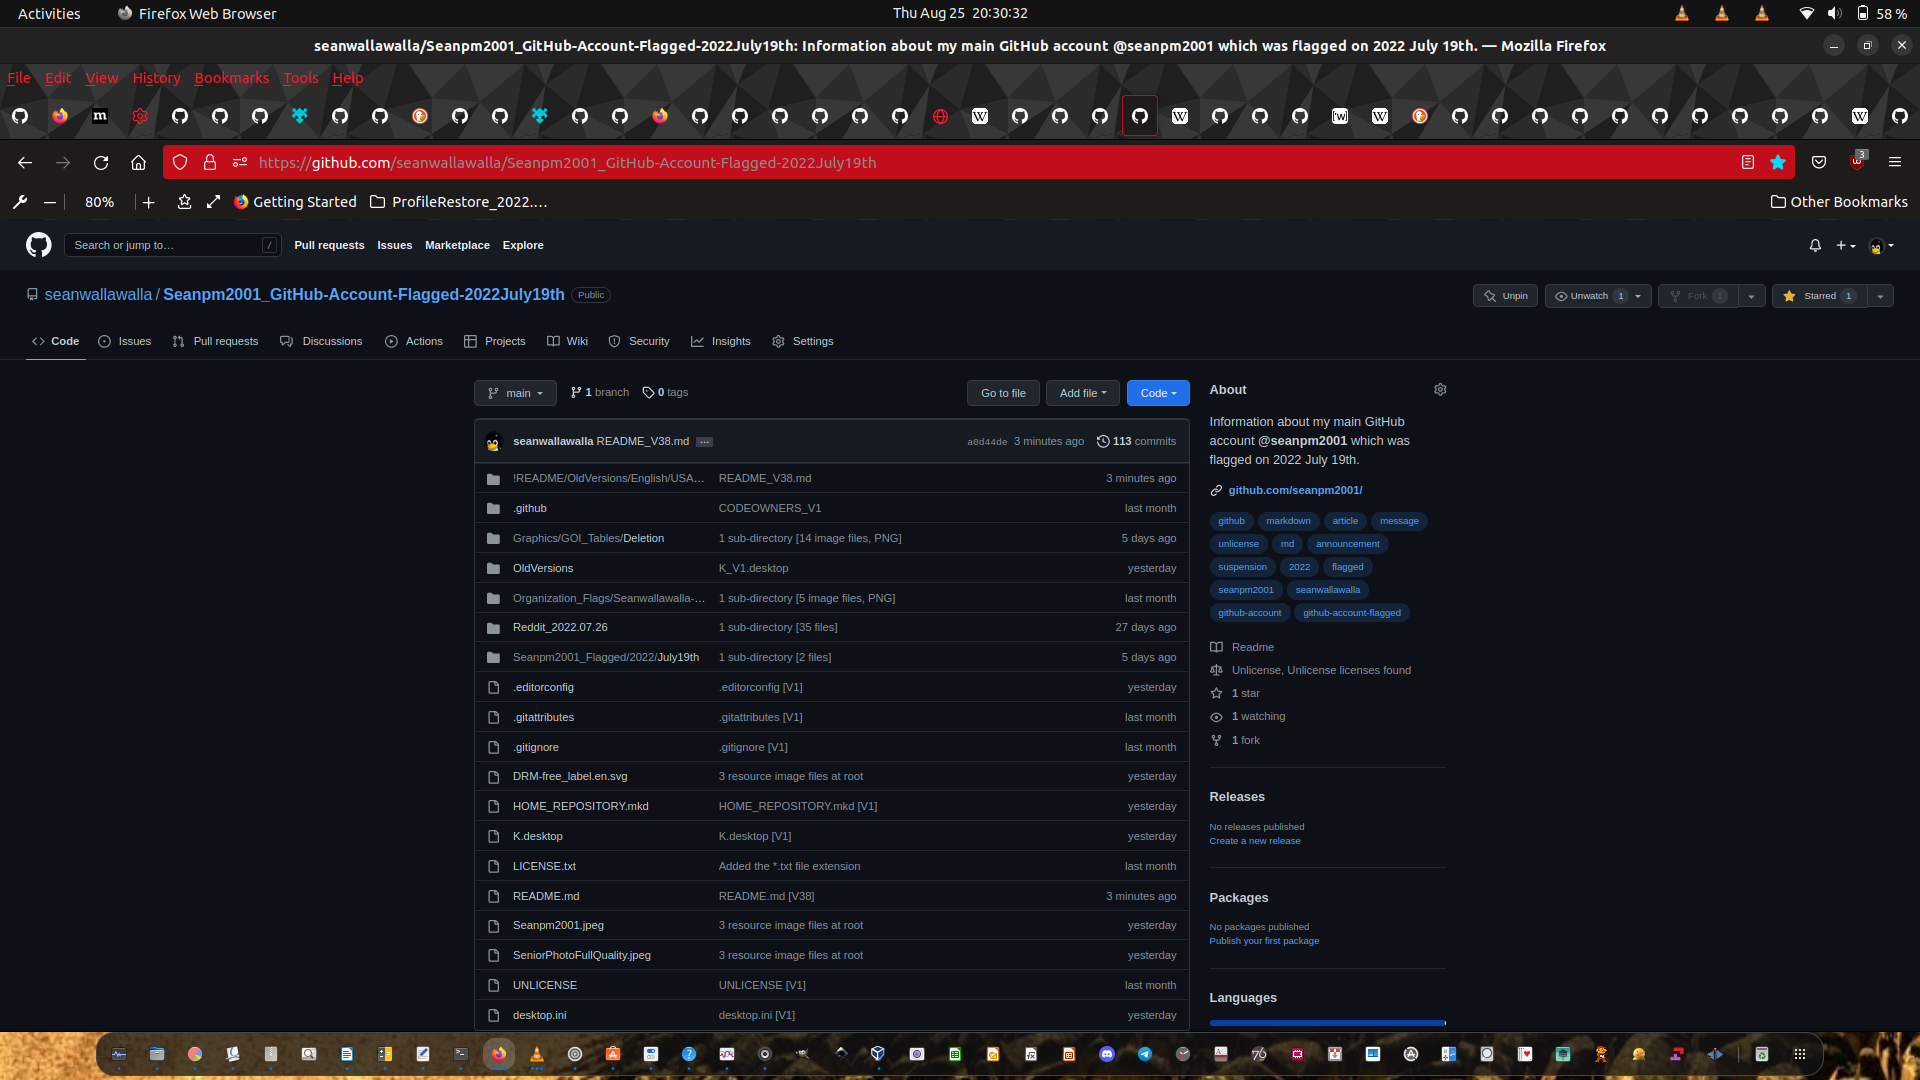 Activities Firefox Web Browser Thu Aug 25 20:30:32 58 %
seanwallawalla/Seanpm2001_GitHub-Account-Flagged-2022July19th: Information about my main GitHub account @seanpm2001 which was flagged on 2022 July 19th. — Mozilla Firefox
File Edit View History Bookmarks Tools Help
https://github.com/seanwallawalla/Seanpm2001_GitHub-Account-Flagged-2022July19th 3
80% Getting Started ProfileRestore_2022.… Other Bookmarks
Search or jump to… / Pull requests Issues Marketplace Explore
seanwallawalla / Seanpm2001_GitHub-Account-Flagged-2022July19th Public Unpin Unwatch 1 Fork 1 Starred 1
Code Issues Pull requests Discussions Actions Projects Wiki Security Insights Settings
main 1 branch 0 tags Go to file Add file Code
seanwallawalla README_V38.md … a0d44de 3 minutes ago 113 commits
!README/OldVersions/English/USA… README_V38.md 3 minutes ago
.github CODEOWNERS_V1 last month
Graphics/GOI_Tables/Deletion 1 sub-directory [14 image files, PNG] 5 days ago
OldVersions K_V1.desktop yesterday
Organization_Flags/Seanwallawalla-… 1 sub-directory [5 image files, PNG] last month
Reddit_2022.07.26 1 sub-directory [35 files] 27 days ago
Seanpm2001_Flagged/2022/July19th 1 sub-directory [2 files] 5 days ago
.editorconfig .editorconfig [V1] yesterday
.gitattributes .gitattributes [V1] last month
.gitignore .gitignore [V1] last month
DRM-free_label.en.svg 3 resource image files at root yesterday
HOME_REPOSITORY.mkd HOME_REPOSITORY.mkd [V1] yesterday
K.desktop K.desktop [V1] yesterday
LICENSE.txt Added the *.txt file extension last month
README.md README.md [V38] 3 minutes ago
Seanpm2001.jpeg 3 resource image files at root yesterday
SeniorPhotoFullQuality.jpeg 3 resource image files at root yesterday
UNLICENSE UNLICENSE [V1] last month
desktop.ini desktop.ini [V1] yesterday
About
Information about my main GitHub
account @seanpm2001 which was
flagged on 2022 July 19th.
github.com/seanpm2001/
github markdown article message
unlicense md announcement
suspension 2022 flagged
seanpm2001 seanwallawalla
github-account github-account-flagged
Readme
Unlicense, Unlicense licenses found
1 star
1 watching
1 fork
Releases
No releases published
Create a new release
Packages
No packages published
Publish your first package
Languages